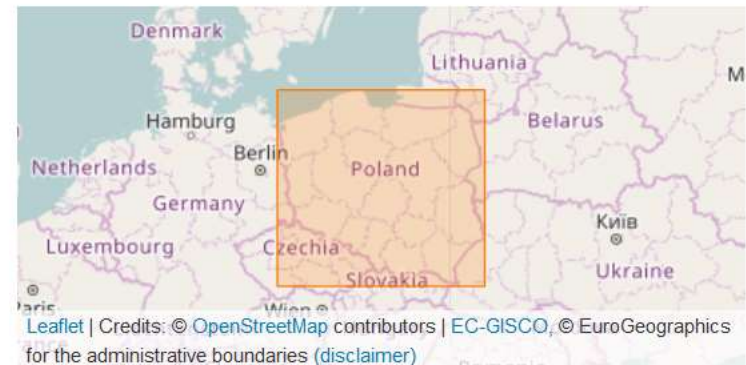 Denmark
Lithuania
M
Hamburg
Belarus
Berlin
Netherlands
Poland
Germany
Київ
Luxembourg
Czechia
Ukraine
Slovakia
Paris
Wien
Leaflet | Credits: © OpenStreetMap contributors | EC-GISCO, © EuroGeographics
for the administrative boundaries (disclaimer)